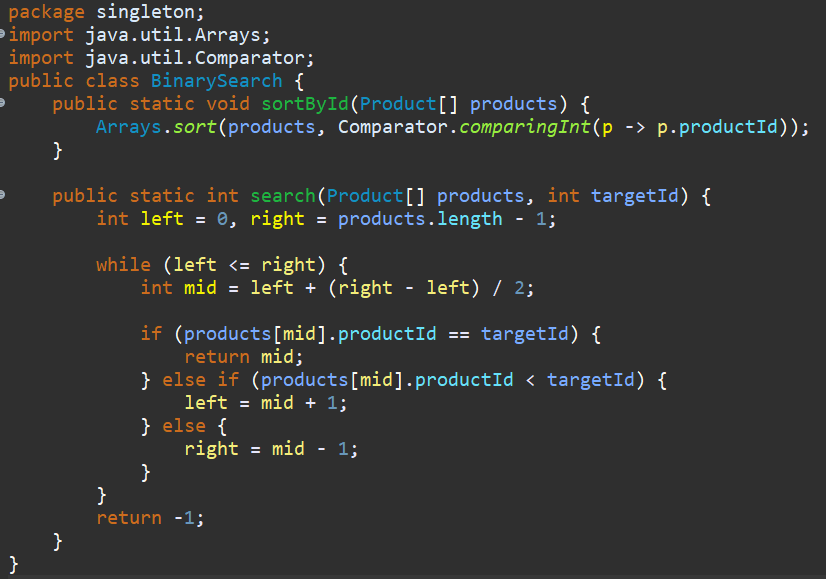 package singleton;
import java.util.Arrays;
import java.util.Comparator;
public class BinarySearch {
    public static void sortById(Product[] products) {
        Arrays.sort(products, Comparator.comparingInt(p -> p.productId));
    }

    public static int search(Product[] products, int targetId) {
        int left = 0, right = products.length - 1;

        while (left <= right) {
            int mid = left + (right - left) / 2;

            if (products[mid].productId == targetId) {
                return mid;
            } else if (products[mid].productId < targetId) {
                left = mid + 1;
            } else {
                right = mid - 1;
            }
        }
        return -1;
    }
}